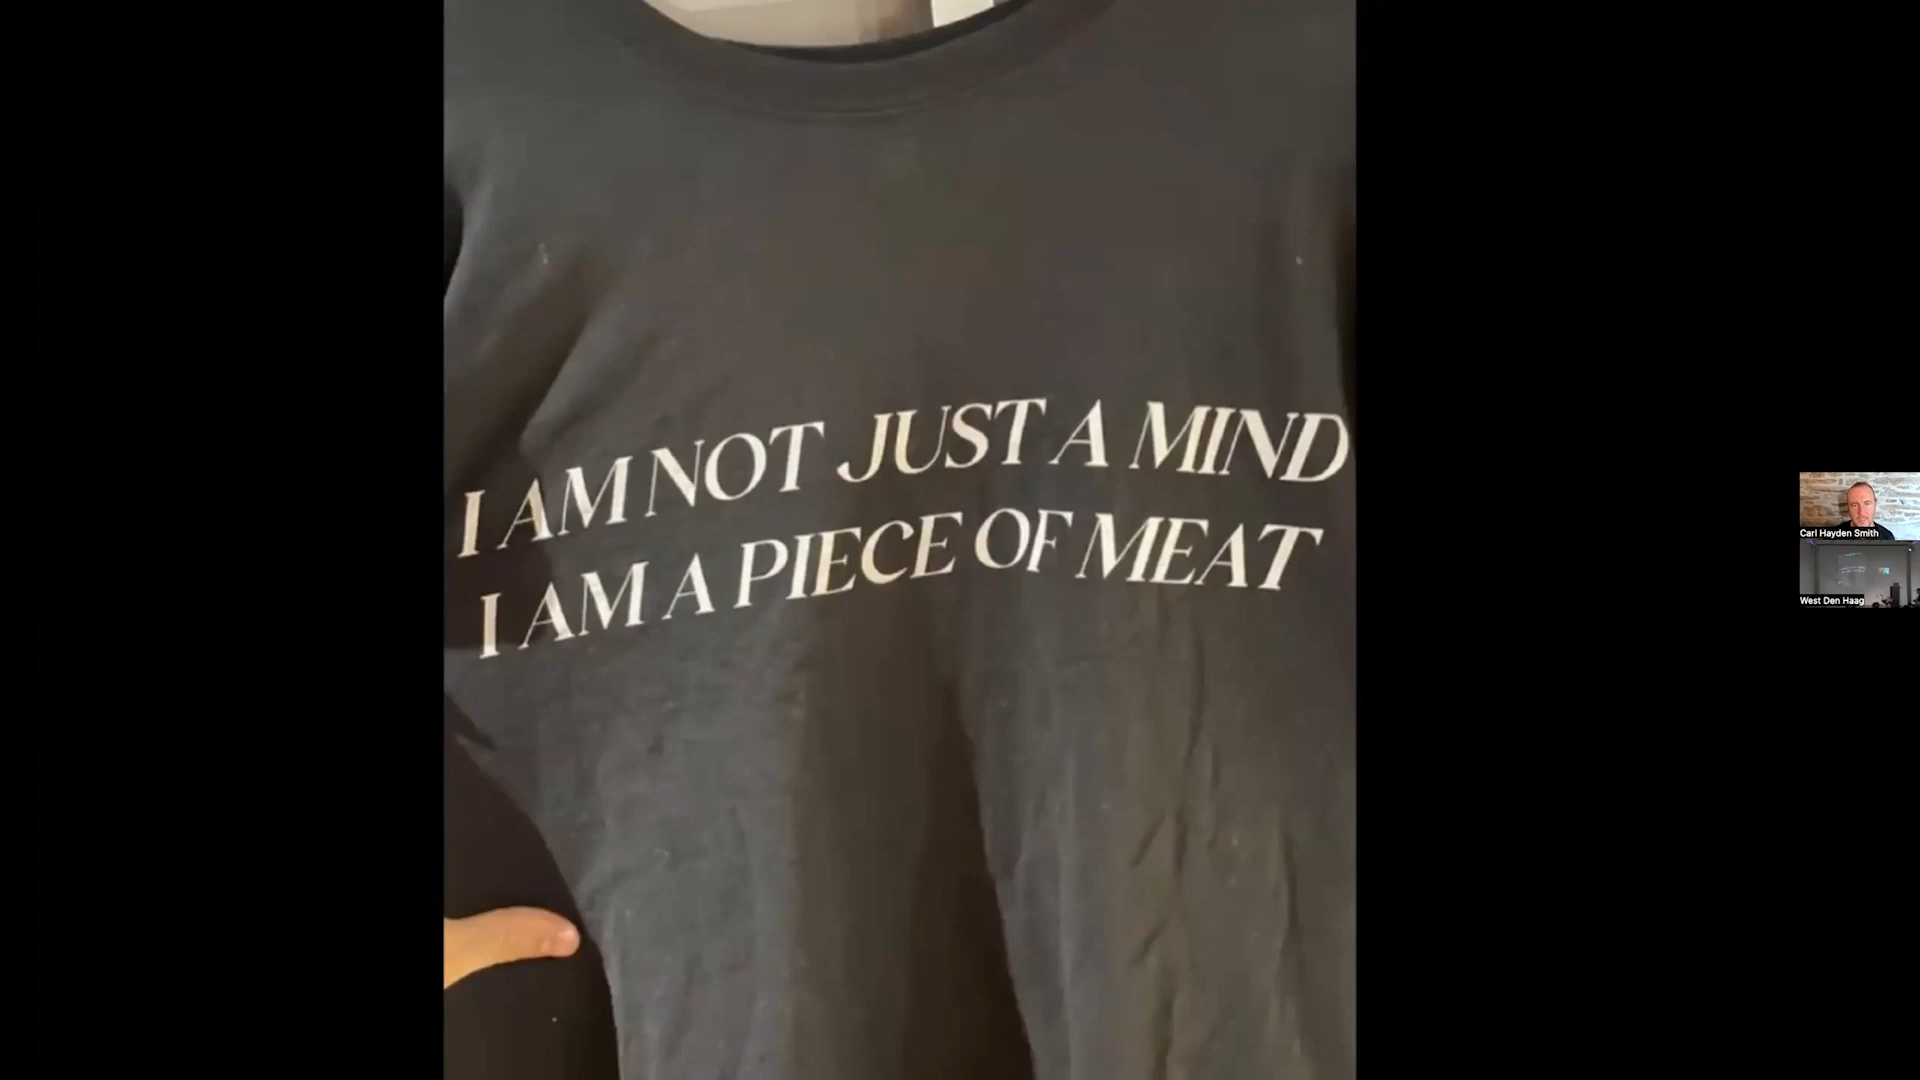 I AM NOT JUST A MIND
I AM A PIECE OF MEAT
Carl Hayden Smith
West Den Haag